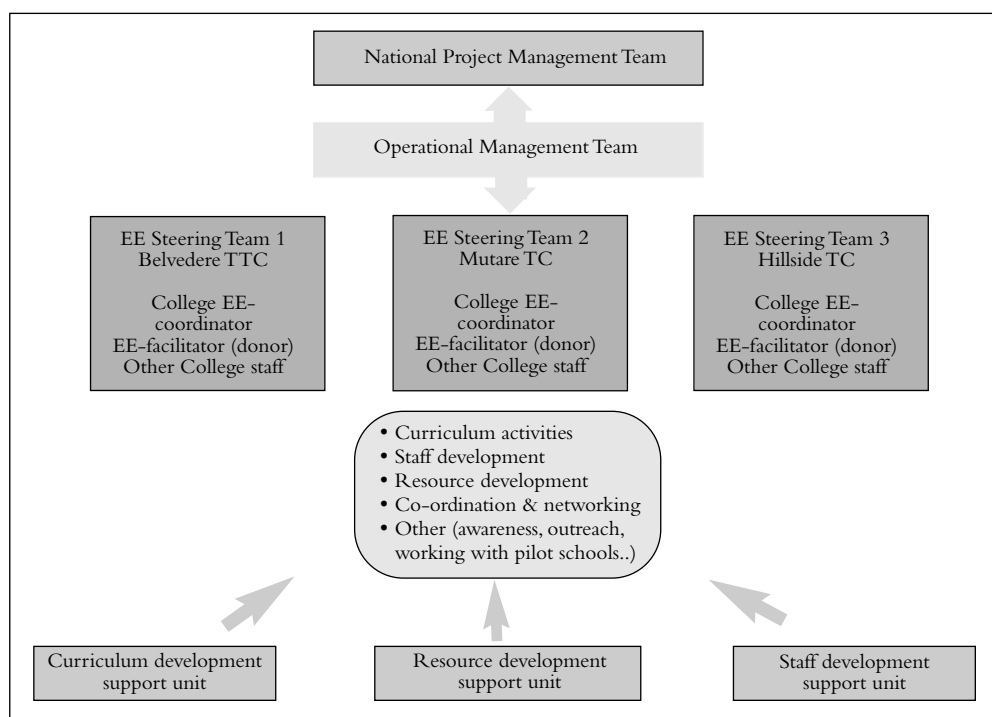 National Project Management Team
Operational Management Team
EE Steering Team 1
Belvedere TTC
College EE-
coordinator
EE-facilitator (donor)
Other College staff
EE Steering Team 2
Mutare TC
College EE-
coordinator
EE-facilitator (donor)
Other College staff
EE Steering Team 3
Hillside TC
College EE-
coordinator
EE-facilitator (donor)
Other College staff
• Curriculum activities
• Staff development
• Resource development
• Co-ordination & networking
• Other (awareness, outreach,
working with pilot schools..)
Curriculum development
support unit
Resource development
support unit
Staff development
support unit